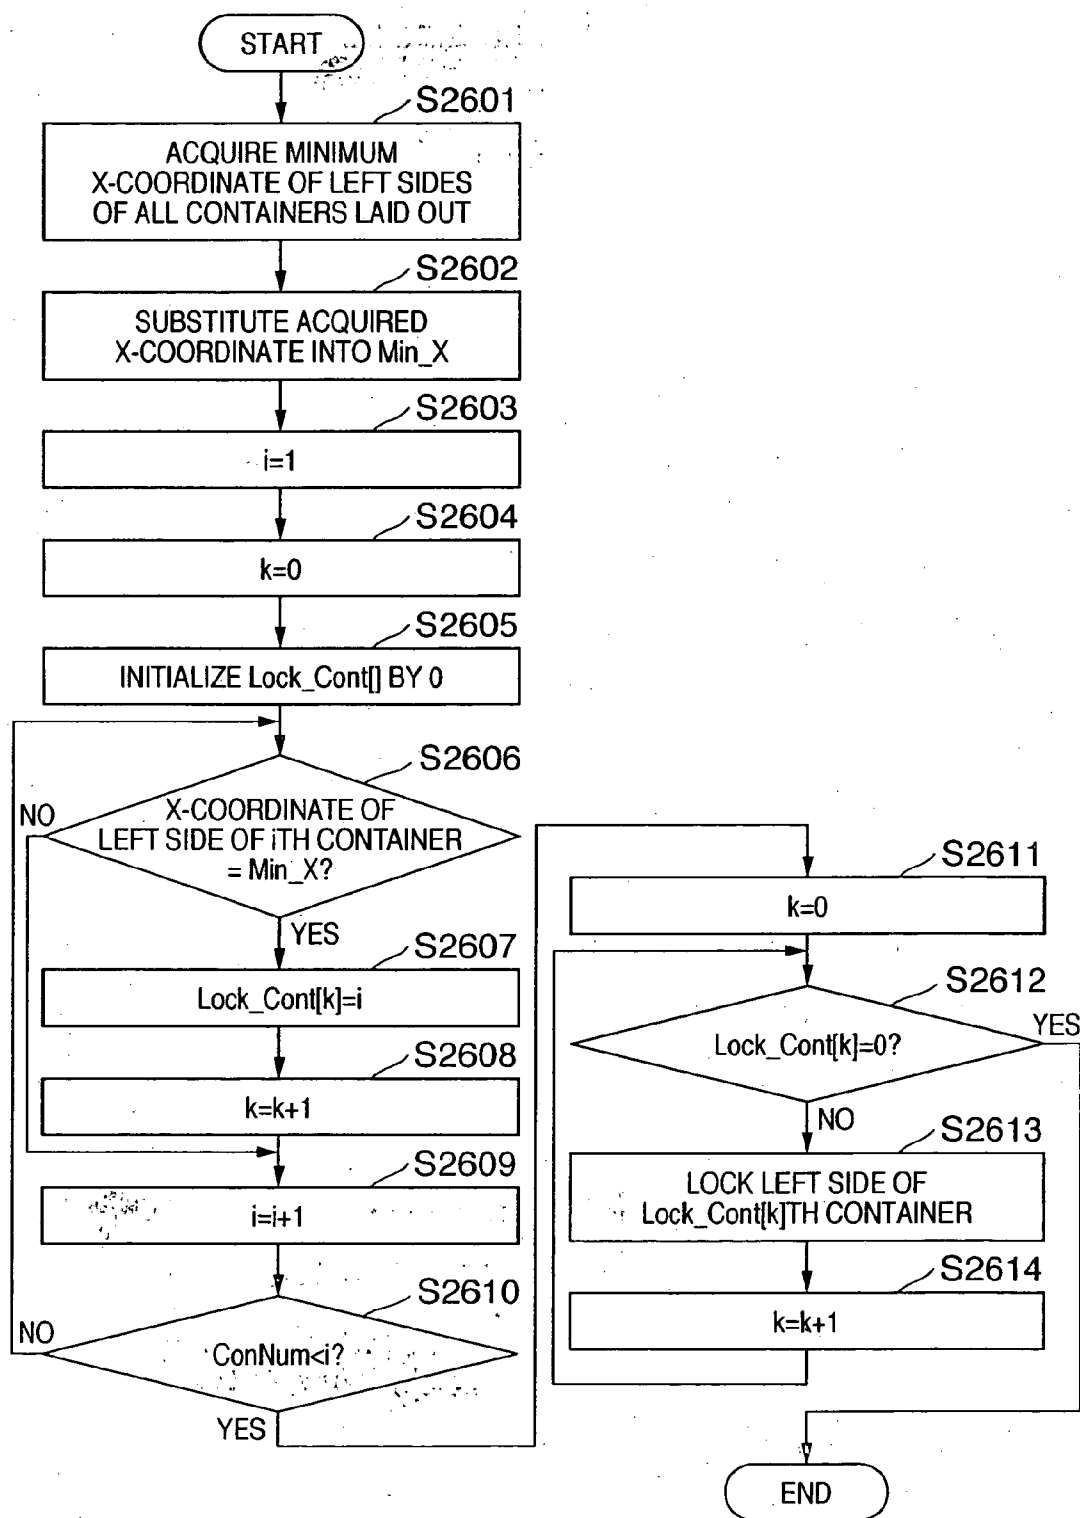 START
S2601
ACQUIRE MINIMUM
X-COORDINATE OF LEFT SIDES
OF ALL CONTAINERS LAID OUT
S2602
SUBSTITUTE ACQUIRED
X-COORDINATE INTO Min_X
S2603
i=1
S2604
k=0
S2605
INITIALIZE Lock_Cont[] BY 0
S2606
NO
X-COORDINATE OF
LEFT SIDE OF iTH CONTAINER
= Min_X?
YES
S2607
Lock_Cont[k]=i
S2608
k=k+1
S2609
i=i+1
S2610
NO
ConNum<i?
YES
S2611
k=0
S2612
YES
Lock_Cont[k]=0?
NO
S2613
LOCK LEFT SIDE OF
Lock_Cont[k]TH CONTAINER
S2614
k=k+1
END